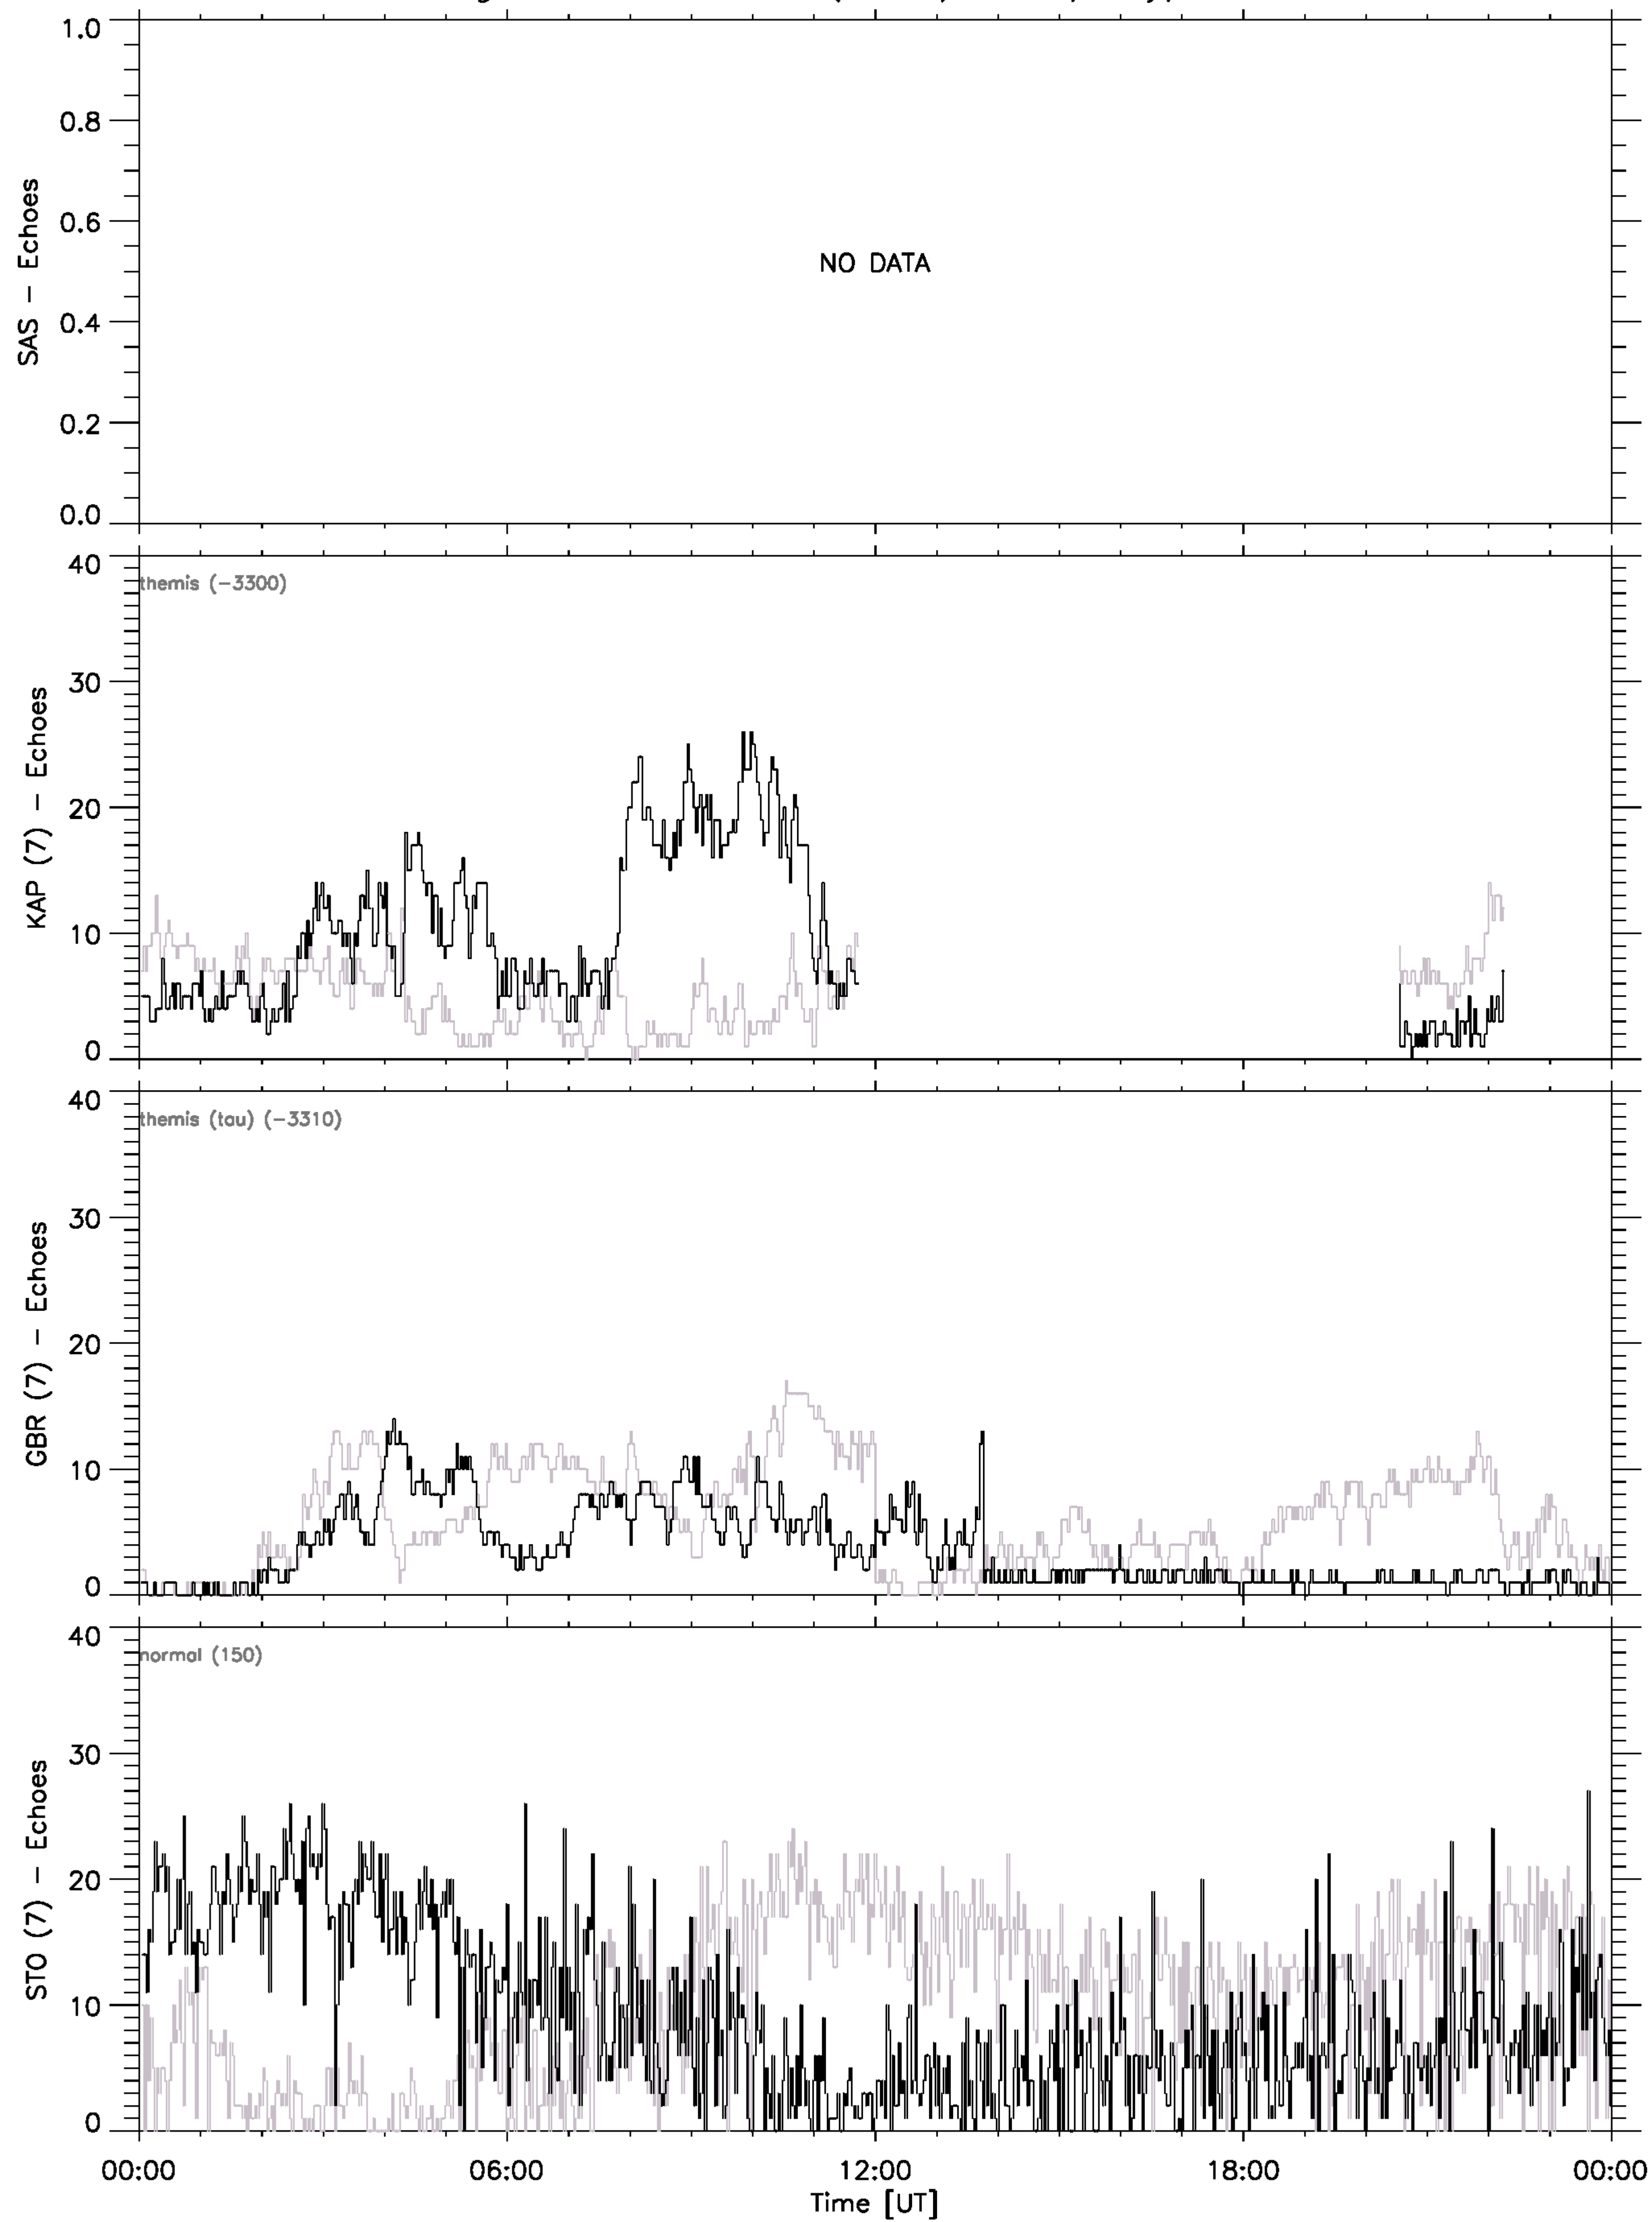 1.0
0.8
0.6
0.4
0.2
0.0
SAS - Echoes
NO DATA
40
30
20
10
0
KAP (7) - Echoes
themis (-3300)
40
30
20
10
0
GBR (7) - Echoes
themis (tau) (-3310)
40
30
20
10
0
STO (7) - Echoes
normal (150)
00:00 06:00 12:00 18:00 00:00
Time [UT]